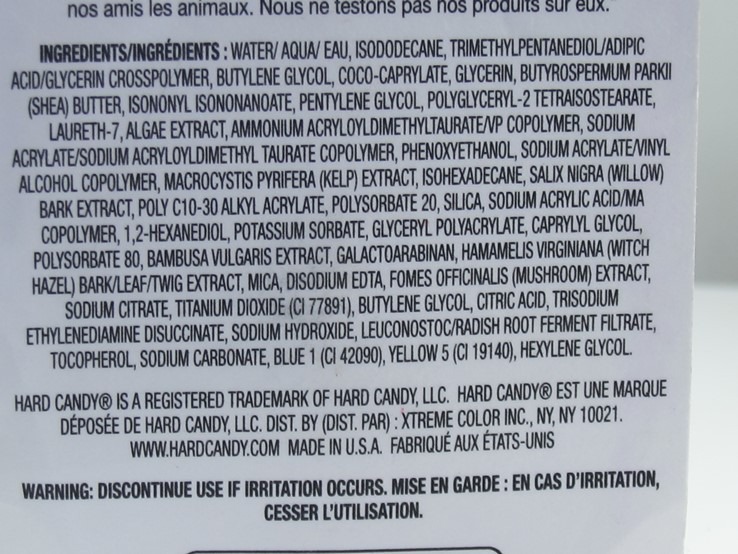 nos amis les animaux. Nous ne testons pas nos produits sur eux.
INGREDIENTS/INGRÉDIENTS : WATER/ AQUA/ EAU, ISODODECANE, TRIMETHYLPENTANEDIOL/ADIPIC
ACID/GLYCERIN CROSSPOLYMER, BUTYLENE GLYCOL, COCO-CAPRYLATE, GLYCERIN, BUTYROSPERMUM PARKII
(SHEA) BUTTER, ISONONYL ISONONANOATE, PENTYLENE GLYCOL, POLYGLYCERYL-2 TETRAISOSTEARATE,
LAURETH-7, ALGAE EXTRACT, AMMONIUM ACRYLOYLDIMETHYLTAURATE/VP COPOLYMER, SODIUM
ACRYLATE/SODIUM ACRYLOYLDIMETHYL TAURATE COPOLYMER, PHENOXYETHANOL, SODIUM ACRYLATE/VINYL
ALCOHOL COPOLYMER, MACROCYSTIS PYRIFERA (KELP) EXTRACT, ISOHEXADECANE, SALIX NIGRA (WILLOW)
BARK EXTRACT, POLY C10-30 ALKYL ACRYLATE, POLYSORBATE 20, SILICA, SODIUM ACRYLIC ACID/MA
COPOLYMER, 1,2-HEXANEDIOL, POTASSIUM SORBATE, GLYCERYL POLYACRYLATE, CAPRYLYL GLYCOL,
POLYSORBATE 80, BAMBUSA VULGARIS EXTRACT, GALACTOARABINAN, HAMAMELIS VIRGINIANA (WITCH
HAZEL) BARK/LEAF/TWIG EXTRACT, MICA, DISODIUM EDTA, FOMES OFFICINALIS (MUSHROOM) EXTRACT,
SODIUM CITRATE, TITANIUM DIOXIDE (CI 77891), BUTYLENE GLYCOL, CITRIC ACID, TRISODIUM
ETHYLENEDIAMINE DISUCCINATE, SODIUM HYDROXIDE, LEUCONOSTOC/RADISH ROOT FERMENT FILTRATE,
TOCOPHEROL, SODIUM CARBONATE, BLUE 1 (CI 42090), YELLOW 5 (CI 19140), HEXYLENE GLYCOL.
HARD CANDY® IS A REGISTERED TRADEMARK OF HARD CANDY, LLC. HARD CANDY® EST UNE MARQUE
DÉPOSÉE DE HARD CANDY, LLC. DIST. BY (DIST. PAR) : XTREME COLOR INC., NY, NY 10021.
WWW.HARDCANDY.COM MADE IN U.S.A. FABRIQUÉ AUX ÉTATS-UNIS
WARNING: DISCONTINUE USE IF IRRITATION OCCURS. MISE EN GARDE : EN CAS D'IRRITATION,
CESSER L'UTILISATION.